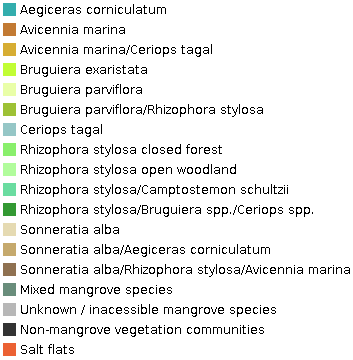 Aegiceras corniculatum
Avicennia marina
Avicennia marina/Ceriops tagal
Bruguiera exaristata
Bruguiera parviflora
Bruguiera parviflora/Rhizophora stylosa
Ceriops tagal
Rhizophora stylosa closed forest
Rhizophora stylosa open woodland
Rhizophora stylosa/Camptostemon schultzii
Rhizophora stylosa/Bruguiera spp./Ceriops spp.
Sonneratia alba
Sonneratia alba/Aegiceras corniculatum
Sonneratia alba/Rhizophora stylosa/Avicennia marina
Mixed mangrove species
Unknown / inacessible mangrove species
Non-mangrove vegetation communities
Salt flats